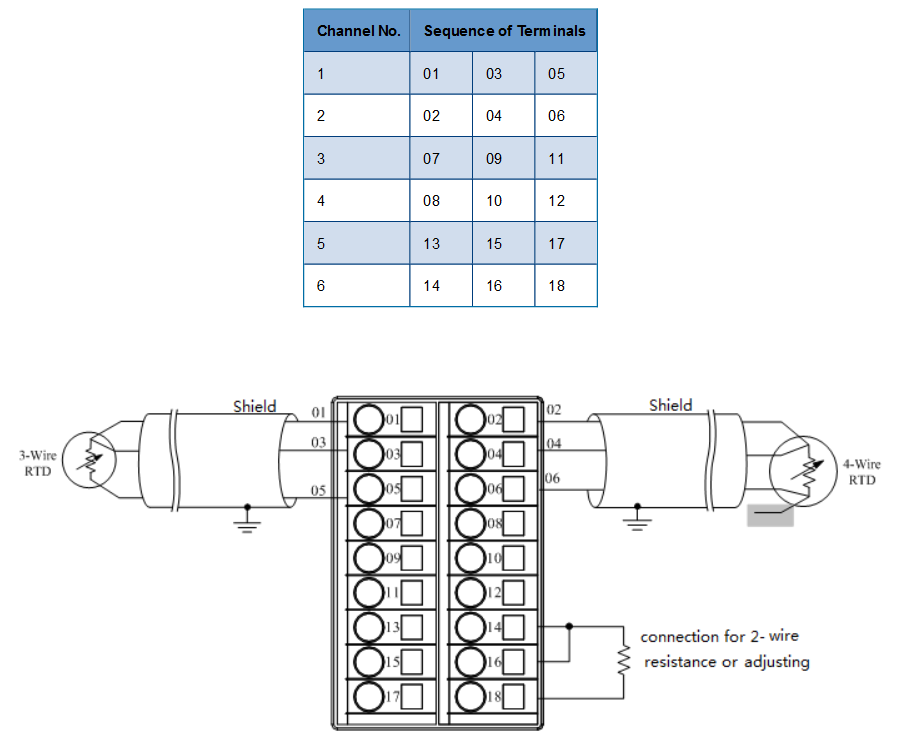 Channel No. Sequence of Terminals
1 01 03 05
2 02 04 06
3 07 09 11
4 08 10 12
5 13 15 17
6 14 16 18
Shield
Shield
01
01
02
02
3-Wire
RTD
03
03
04
04
4-Wire
RTD
05
05
06
06
07
08
09
10
11
12
13
14
connection for 2- wire
resistance or adjusting
15
16
17
18